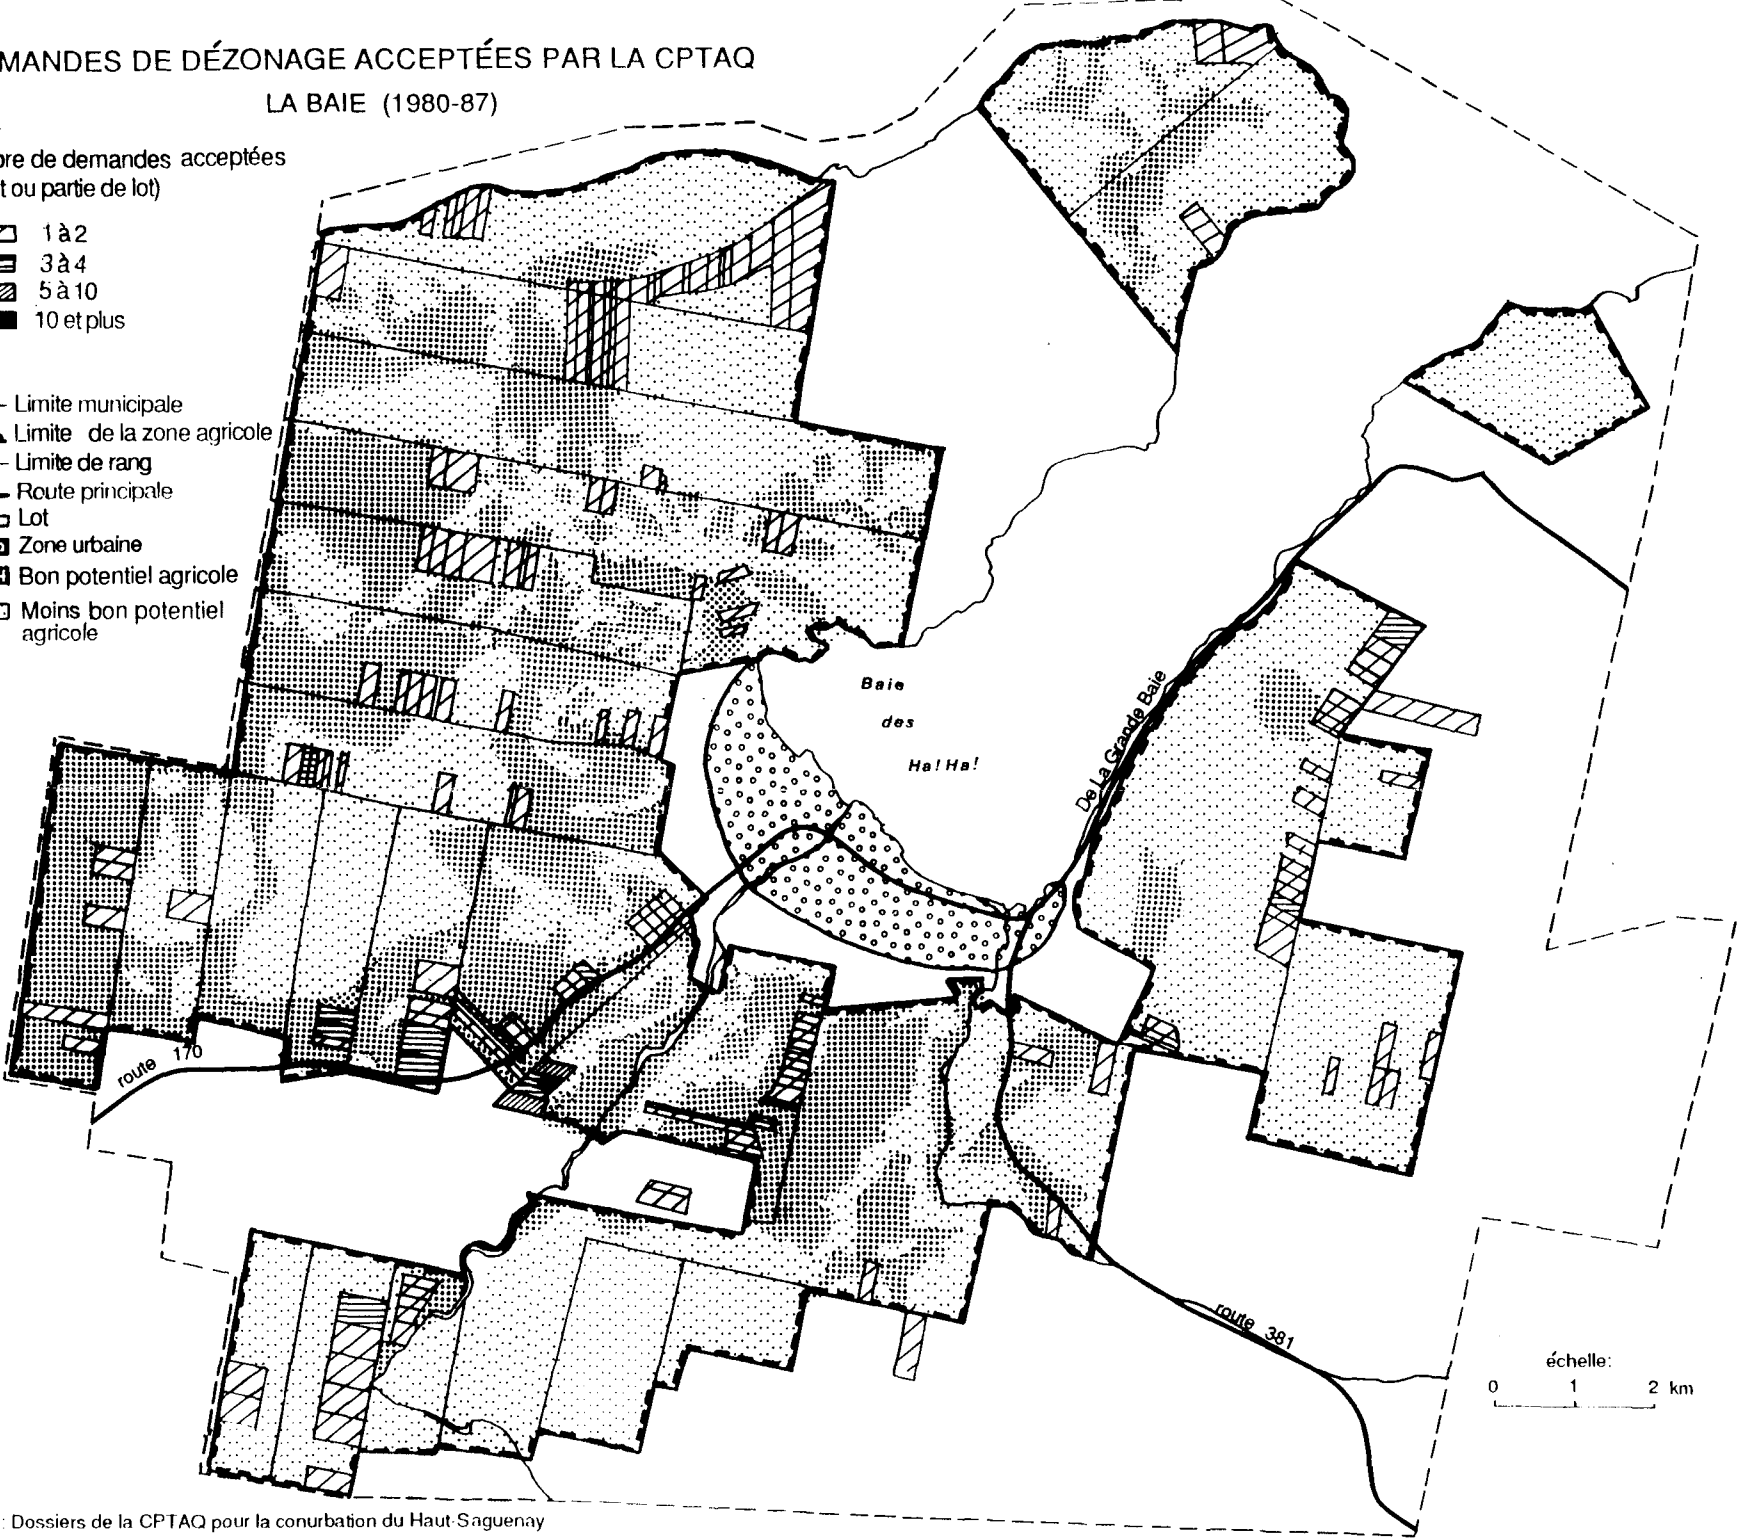 MANDES DE DÉZONAGE ACCEPTÉES PAR LA CPTAQ
LA BAIE (1980-87)
bre de demandes acceptées
t ou partie de lot)
1 à 2
3 à 4
5 à 10
10 et plus
Limite municipale
Limite de la zone agricole
Limite de rang
Route principale
Lot
Zone urbaine
Bon potentiel agricole
Moins bon potentiel
agricole
Baie
des
Ha! Ha!
De La Grande Baie
route 170
route 381
échelle:
0 1 2 km
: Dossiers de la CPTAQ pour la conurbation du Haut-Saguenay